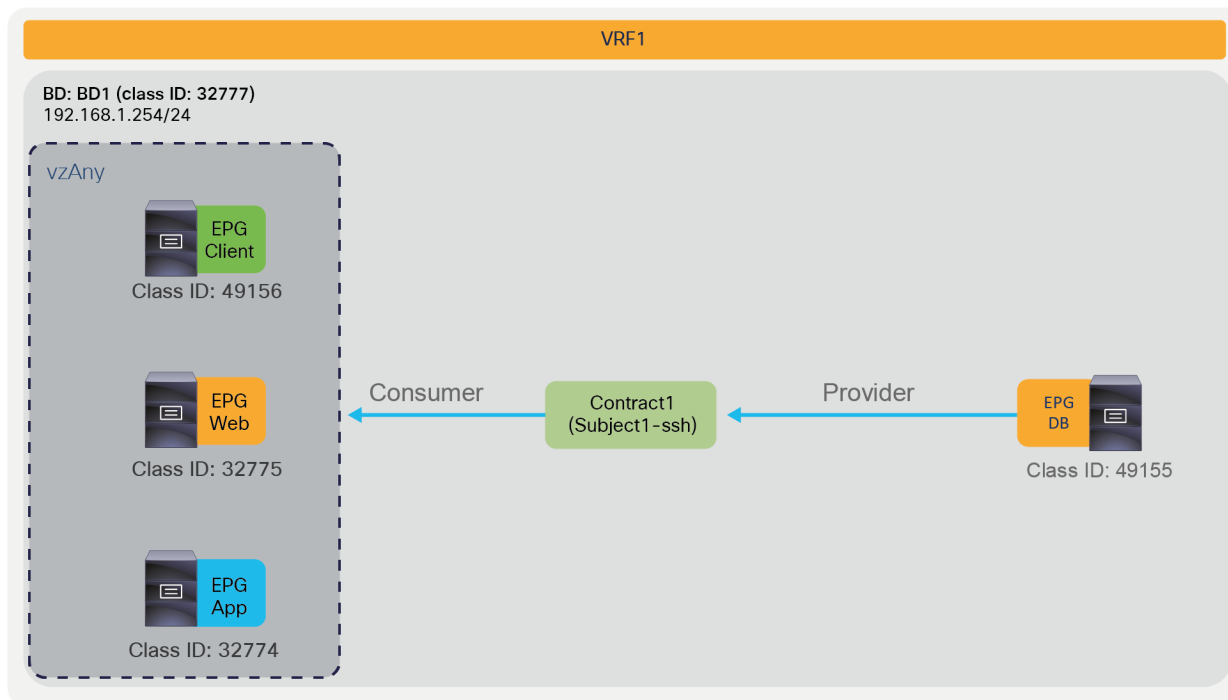 VRF1
BD: BD1 (class ID: 32777)
192.168.1.254/24
vzAny
EPG
Client
Class ID: 49156
EPG
Web
Class ID: 32775
EPG
App
Class ID: 32774
Consumer
Contract1
(Subject1-ssh)
Provider
EPG
DB
Class ID: 49155